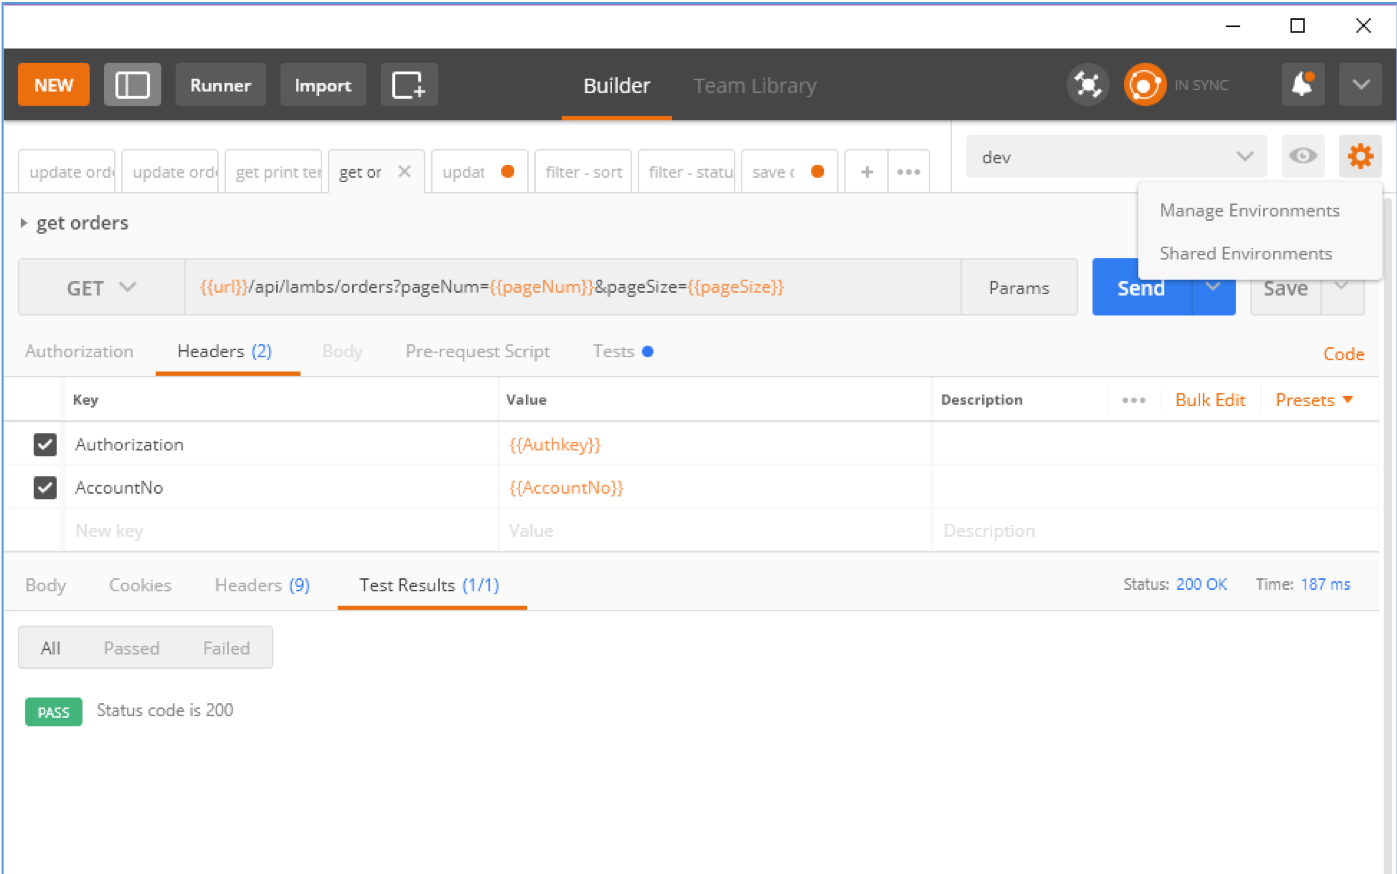 NEW Runner Import Builder Team Library IN SYNC
update ord update ord get print ter get or updat filter - sort filter - statu save c + dev
Manage Environments
get orders
Shared Environments
GET {{url}}/api/lambs/orders?pageNum={{pageNum}}&pageSize={{pageSize}} Params Send Save
Authorization Headers (2) Body Pre-request Script Tests Code
Key Value Description Bulk Edit Presets
Authorization {{Authkey}}
AccountNo {{AccountNo}}
New key Value Description
Body Cookies Headers (9) Test Results (1/1) Status: 200 OK Time: 187 ms
All Passed Failed
PASS Status code is 200